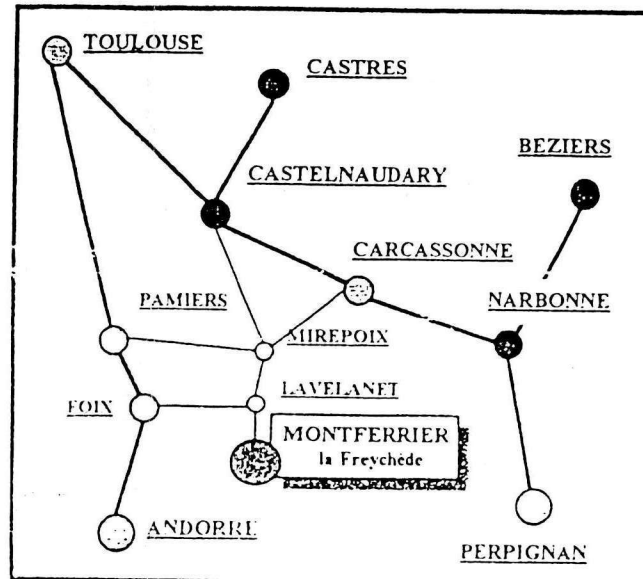 TOULOUSE
CASTRES
BEZIERS
CASTELNAUDARY
CARCASSONNE
PAMIERS
NARBONNE
MIREPOIX
LAVELANET
FOIX
MONTFERRIER
la Freychède
ANDORRE
PERPIGNAN